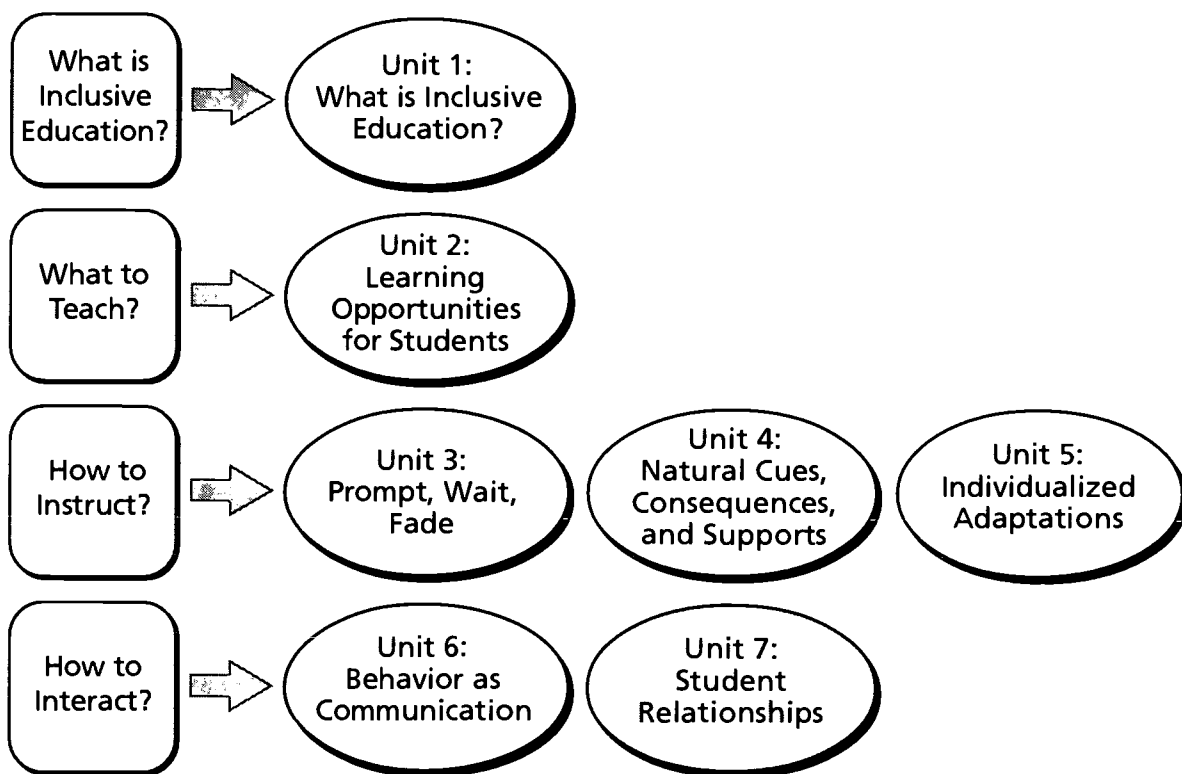 What is
Inclusive
Education?
Unit 1:
What is Inclusive
Education?
What to
Teach?
Unit 2:
Learning
Opportunities
for Students
How to
Instruct?
Unit 3:
Prompt, Wait,
Fade
Unit 4:
Natural Cues,
Consequences,
and Supports
Unit 5:
Individualized
Adaptations
How to
Interact?
Unit 6:
Behavior as
Communication
Unit 7:
Student
Relationships